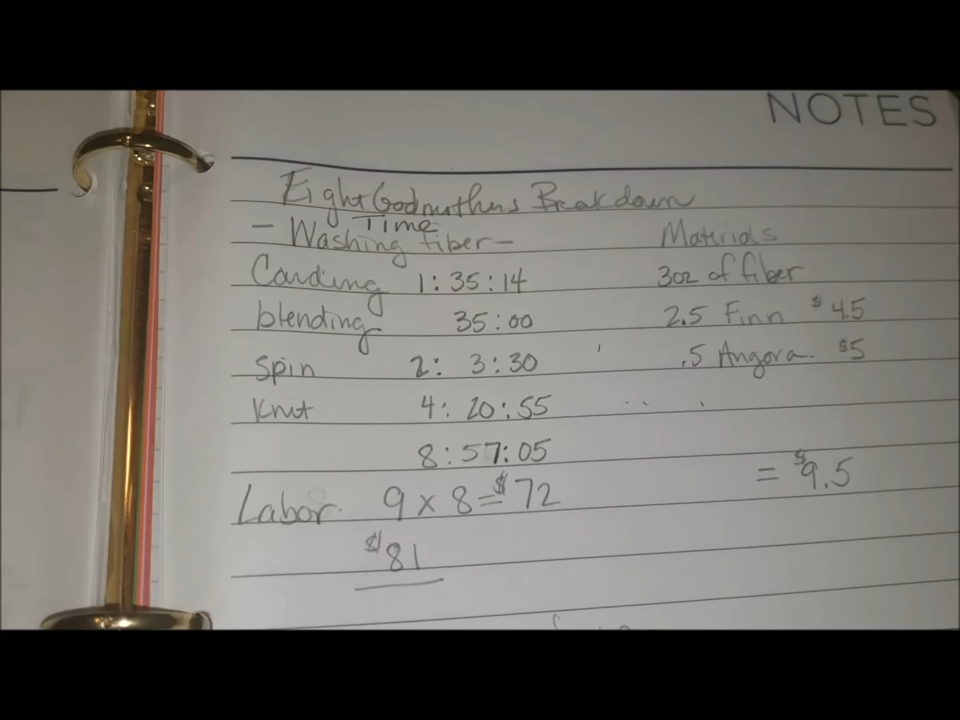 NOTES
Eight Godmuthers Breakdown
Time
- Washing fiber -
Materials
Carding 1:35:14
3oz of fiber
blending 35:00
2.5 Finn $4.5
Spin 2: 3:30
.5 Angora. $5
Knit 4: 20:55
8:57:05
= $9.5
Labor 9 x 8 = $72
$81